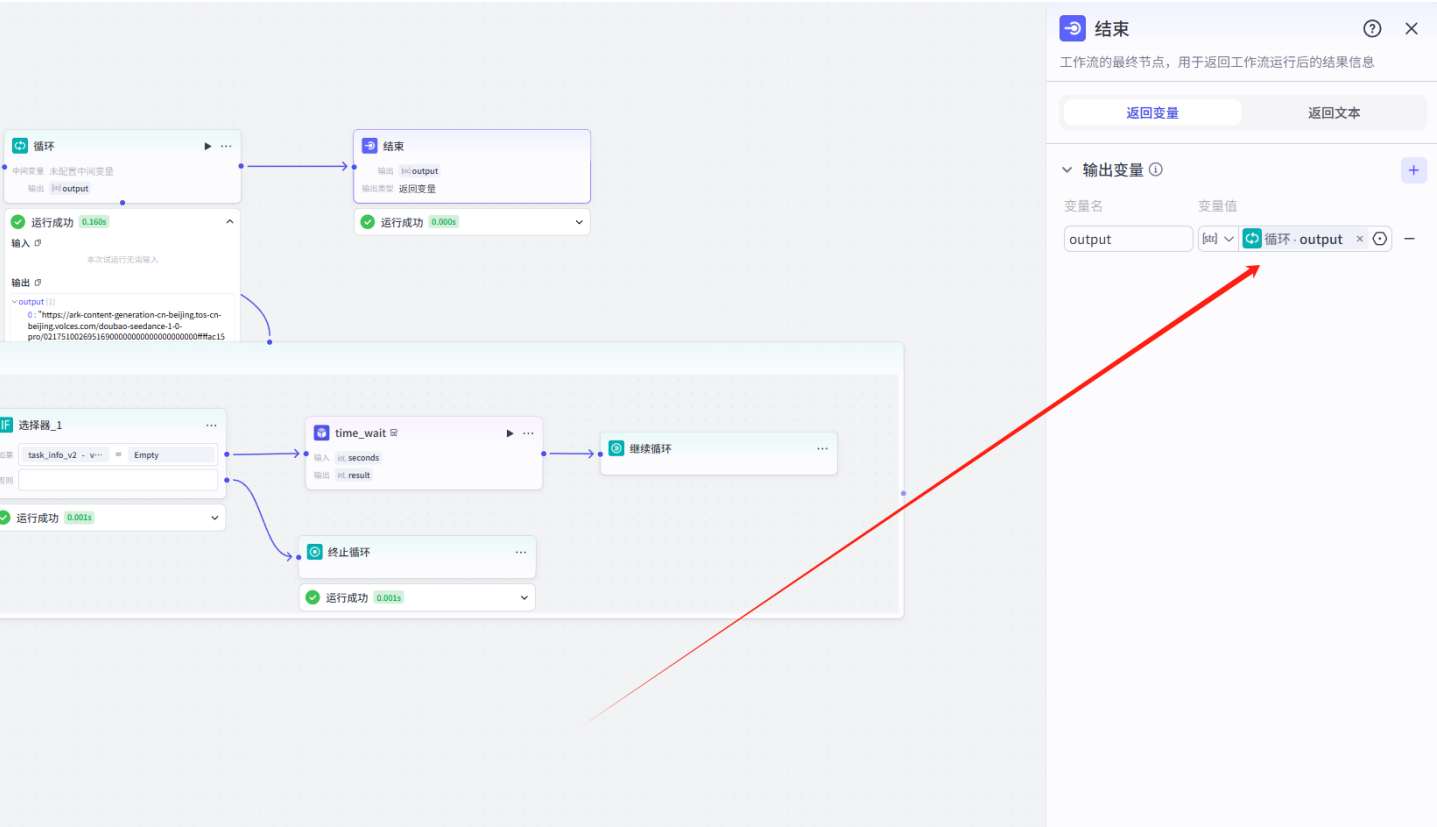 结束
工作流的最终节点，用于返回工作流运行后的结果信息
返回变量 返回文本
输出变量
变量名 变量值
output [str] 循环 · output
循环
中间变量 未配置中间变量
输出 [str] output
运行成功 0.160s
输入
本次试运行无需输入
输出
output (1)
0 : "https://ark-content-generation-cn-beijing.tos-cn-
beijing.volces.com/doubao-seedance-1-0-
结束
输出 [str] output
输出类型 返回变量
运行成功 0.000s
IF 选择器_1
如果 task_info_v2 - v··· = Empty
否则
运行成功 0.001s
time_wait
输入 int. seconds
输出 int. result
继续循环
终止循环
运行成功 0.001s